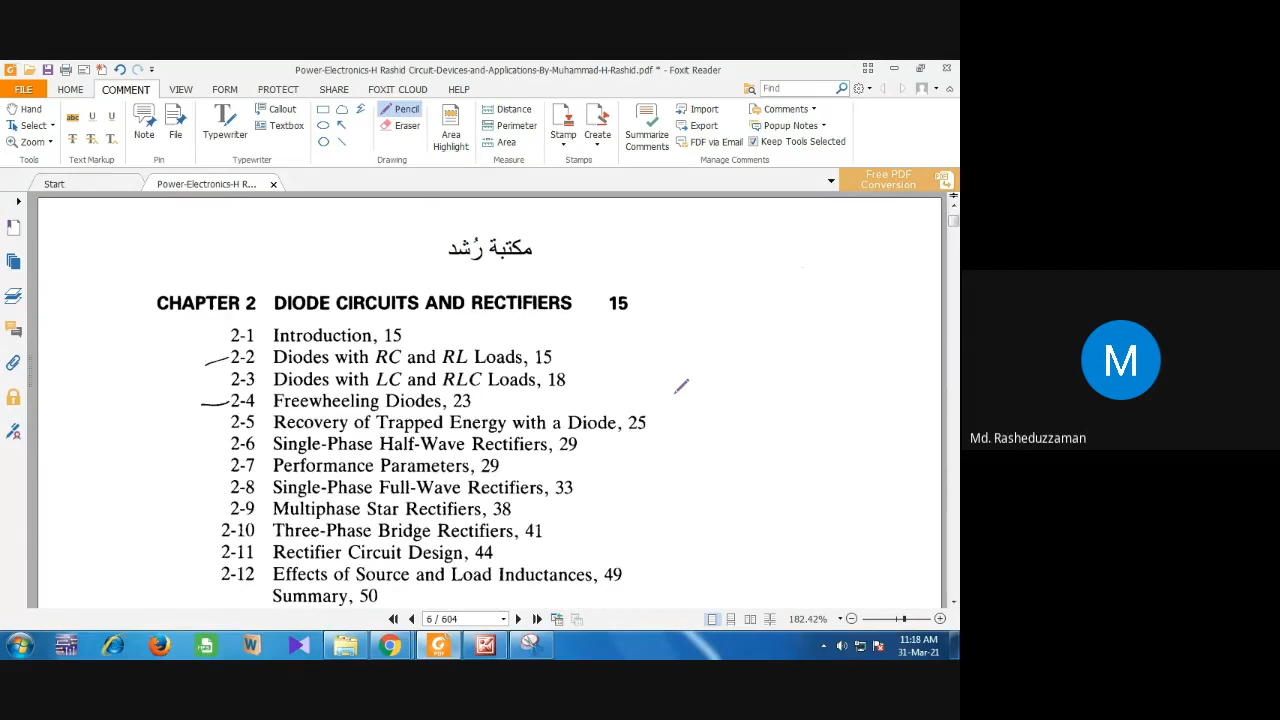 Power-Electronics-H Rashid Circuit-Devices-and-Applications-By-Muhammad-H-Rashid.pdf * - Foxit Reader
FILE HOME COMMENT VIEW FORM PROTECT SHARE FOXIT CLOUD HELP
Find
Hand
Select
Zoom
Tools
Text Markup
Note
File
Pin
Typewriter
Callout
Textbox
Typewriter
Pencil
Eraser
Area Highlight
Drawing
Distance
Perimeter
Area
Measure
Stamp
Create
Stamps
Summarize Comments
Import
Export
FDF via Email
Comments
Popup Notes
Keep Tools Selected
Manage Comments
Start
Power-Electronics-H R...
Free PDF Conversion
مكتبة رُشد
CHAPTER 2 DIODE CIRCUITS AND RECTIFIERS 15
2-1 Introduction, 15
2-2 Diodes with RC and RL Loads, 15
2-3 Diodes with LC and RLC Loads, 18
2-4 Freewheeling Diodes, 23
2-5 Recovery of Trapped Energy with a Diode, 25
2-6 Single-Phase Half-Wave Rectifiers, 29
2-7 Performance Parameters, 29
2-8 Single-Phase Full-Wave Rectifiers, 33
2-9 Multiphase Star Rectifiers, 38
2-10 Three-Phase Bridge Rectifiers, 41
2-11 Rectifier Circuit Design, 44
2-12 Effects of Source and Load Inductances, 49
Summary, 50
6 / 604
182.42%
11:18 AM
31-Mar-21
M
Md. Rasheduzzaman